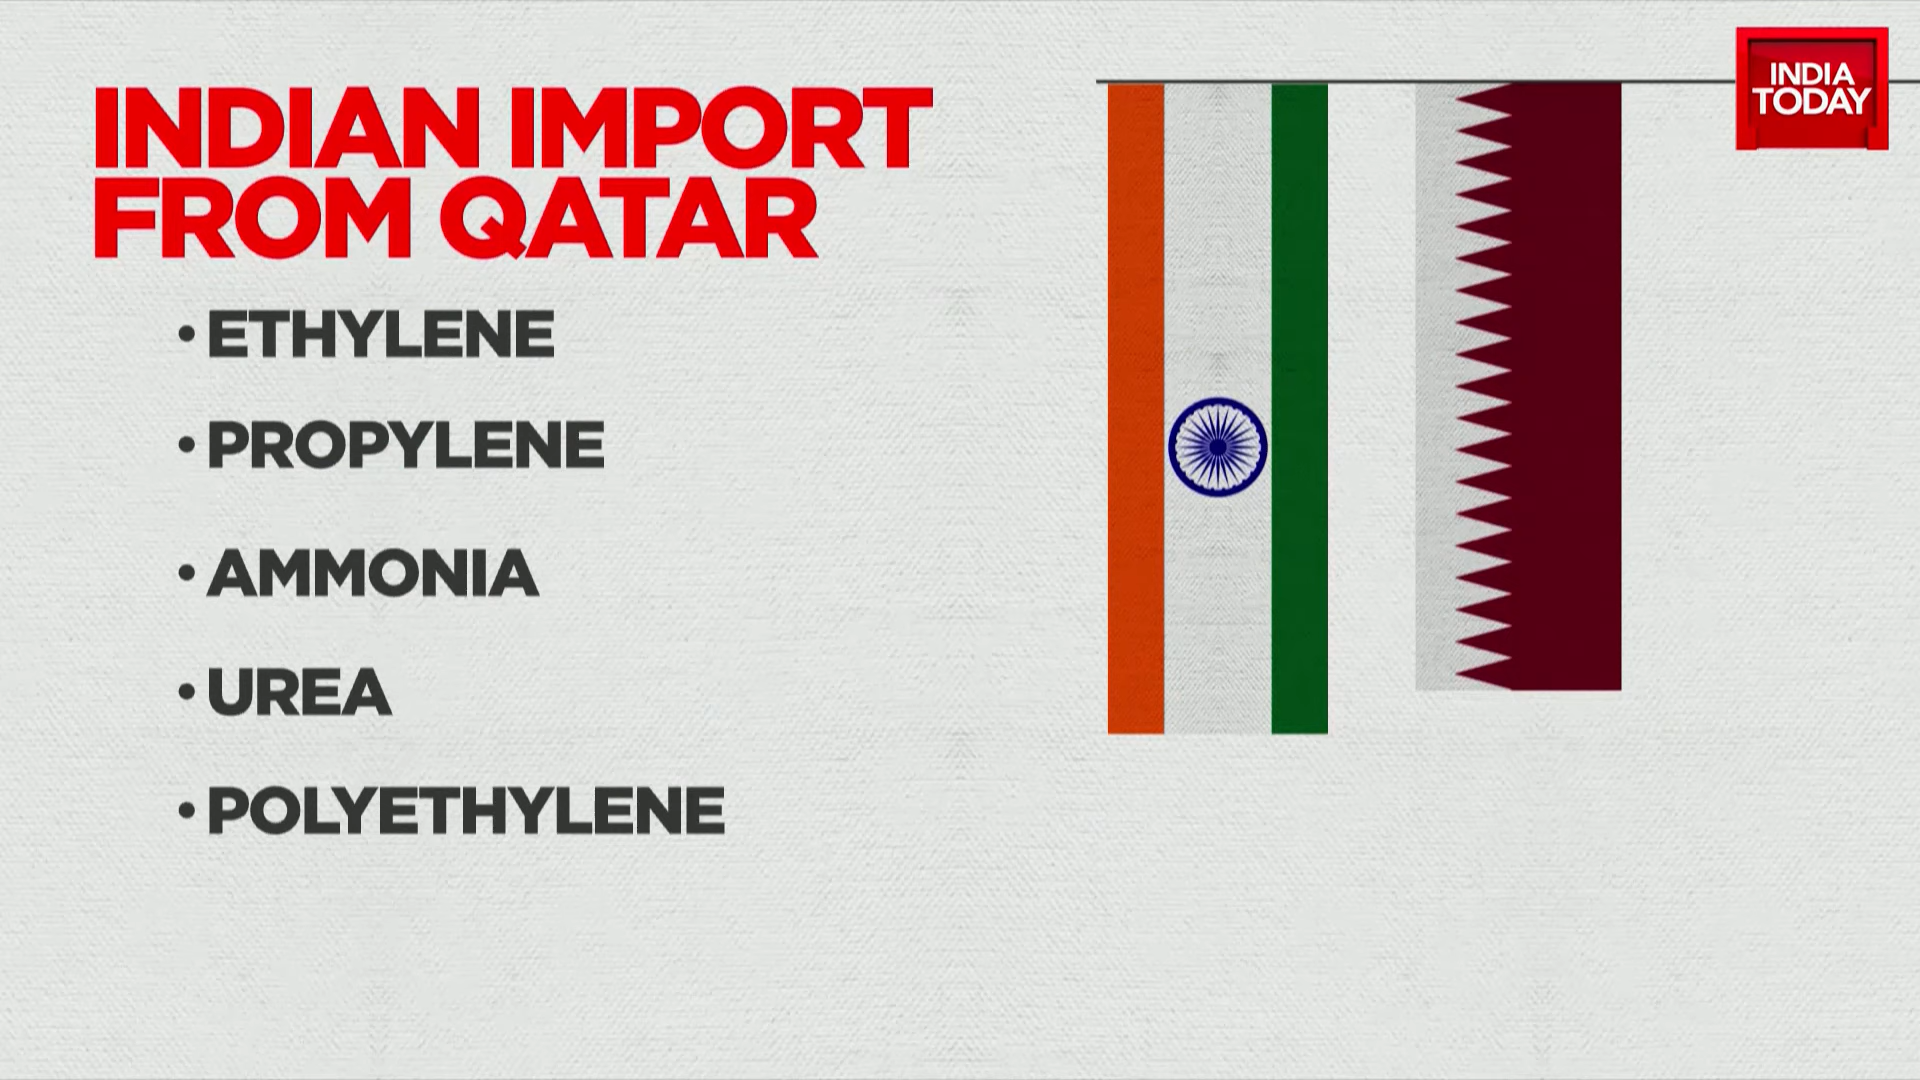 INDIAN IMPORT
FROM QATAR
• ETHYLENE
• PROPYLENE
• AMMONIA
• UREA
• POLYETHYLENE
INDIA
TODAY